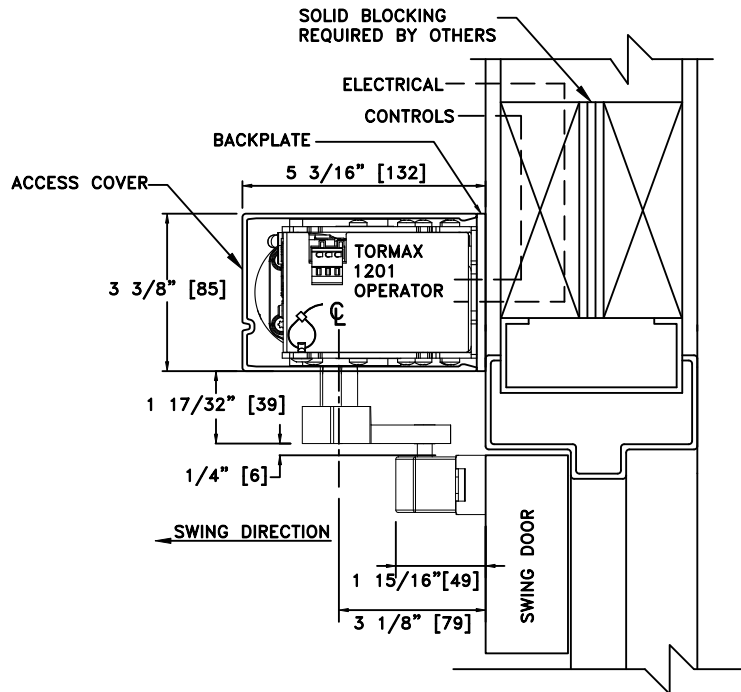 SOLID BLOCKING
REQUIRED BY OTHERS
ELECTRICAL
CONTROLS
BACKPLATE
5 3/16” [132]
ACCESS COVER
TORMAX
1201
OPERATOR
3 3/8” [85]
℄
1 17/32” [39]
1/4” [6]
SWING DIRECTION
SWING DOOR
1 15/16”[49]
3 1/8” [79]